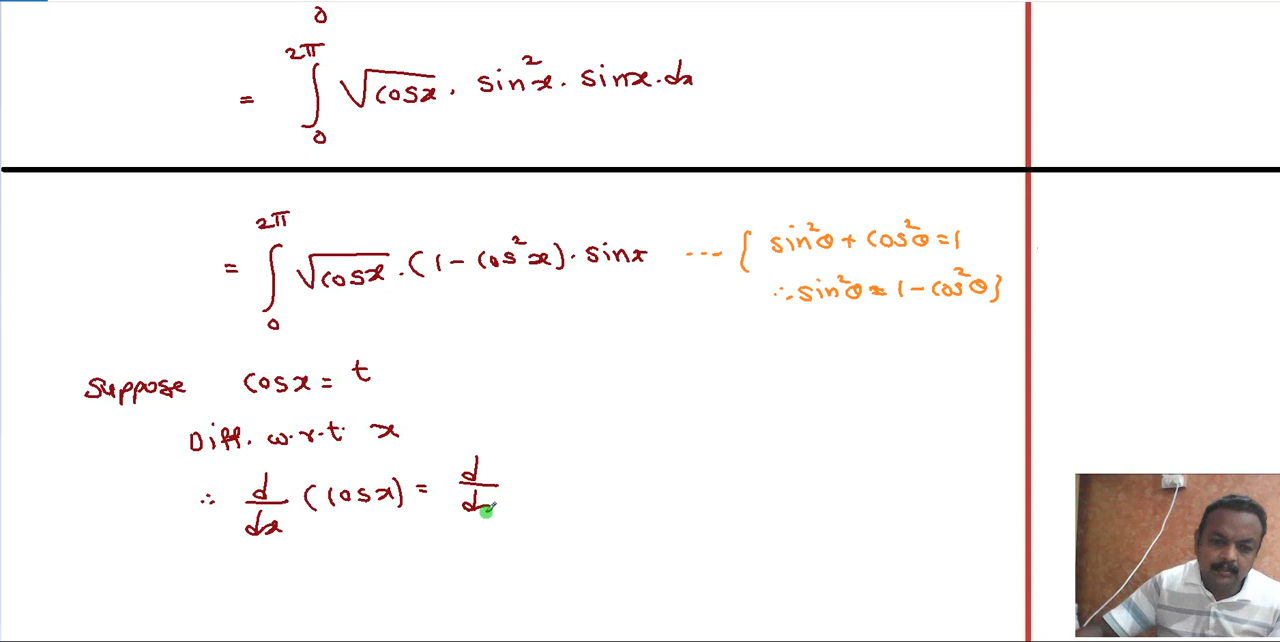 0
= ∫₀^{2π} √cosx · sin²x · sinx · dx
= ∫₀^{2π} √cosx · (1 - cos²x) · sinx --- { sin²θ + cos²θ = 1
∴ sin²θ = 1 - cos²θ }
suppose cosx = t
Diff. w.r.t. x
∴ d/dx (cosx) = d/d